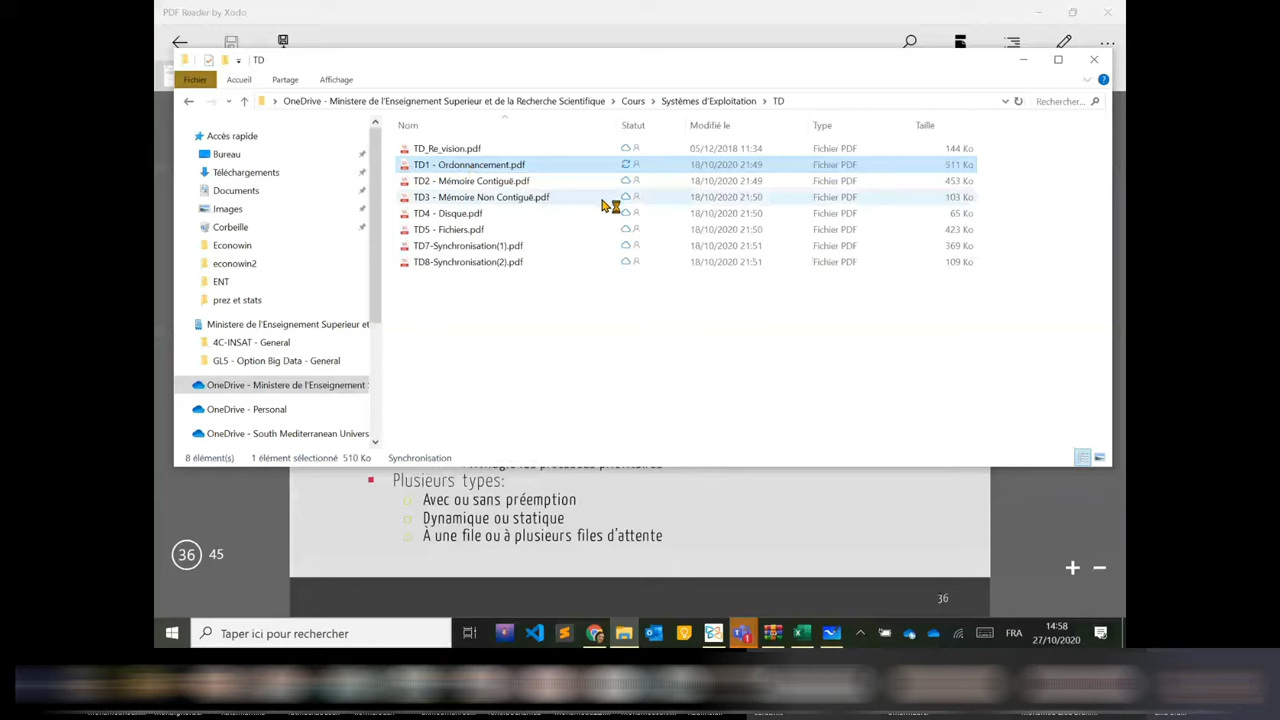 PDF Reader by Xodo
TD
Fichier Accueil Partage Affichage
OneDrive - Ministere de l'Enseignement Superieur et de la Recherche Scientifique > Cours > Systèmes d'Exploitation > TD
Rechercher...
Nom Statut Modifié le Type Taille
TD_Re_vision.pdf 05/12/2018 11:34 Fichier PDF 144 Ko
TD1 - Ordonnancement.pdf 18/10/2020 21:49 Fichier PDF 511 Ko
TD2 - Mémoire Contiguë.pdf 18/10/2020 21:49 Fichier PDF 453 Ko
TD3 - Mémoire Non Contiguë.pdf 18/10/2020 21:50 Fichier PDF 103 Ko
TD4 - Disque.pdf 18/10/2020 21:50 Fichier PDF 65 Ko
TD5 - Fichiers.pdf 18/10/2020 21:50 Fichier PDF 423 Ko
TD7-Synchronisation(1).pdf 18/10/2020 21:51 Fichier PDF 369 Ko
TD8-Synchronisation(2).pdf 18/10/2020 21:51 Fichier PDF 109 Ko
Accès rapide
Bureau
Téléchargements
Documents
Images
Corbeille
Econowin
econowin2
ENT
prez et stats
Ministere de l'Enseignement Superieur et
4C-INSAT - General
GL5 - Option Big Data - General
OneDrive - Ministere de l'Enseignement S
OneDrive - Personal
OneDrive - South Mediterranean Univers
8 élément(s) 1 élément sélectionné 510 Ko Synchronisation
Plusieurs types:
Avec ou sans préemption
Dynamique ou statique
À une file ou à plusieurs files d'attente
36 45
36
Taper ici pour rechercher
FRA
14:58
27/10/2020